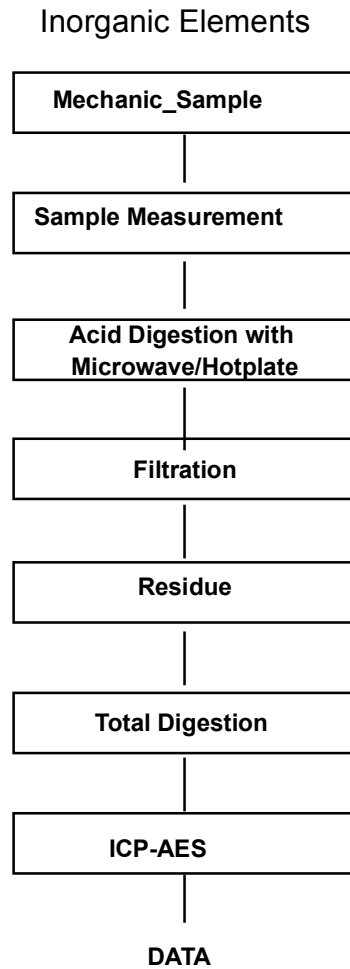 Inorganic Elements
Mechanic_Sample
Sample Measurement
Acid Digestion with
Microwave/Hotplate
Filtration
Residue
Total Digestion
ICP-AES
DATA